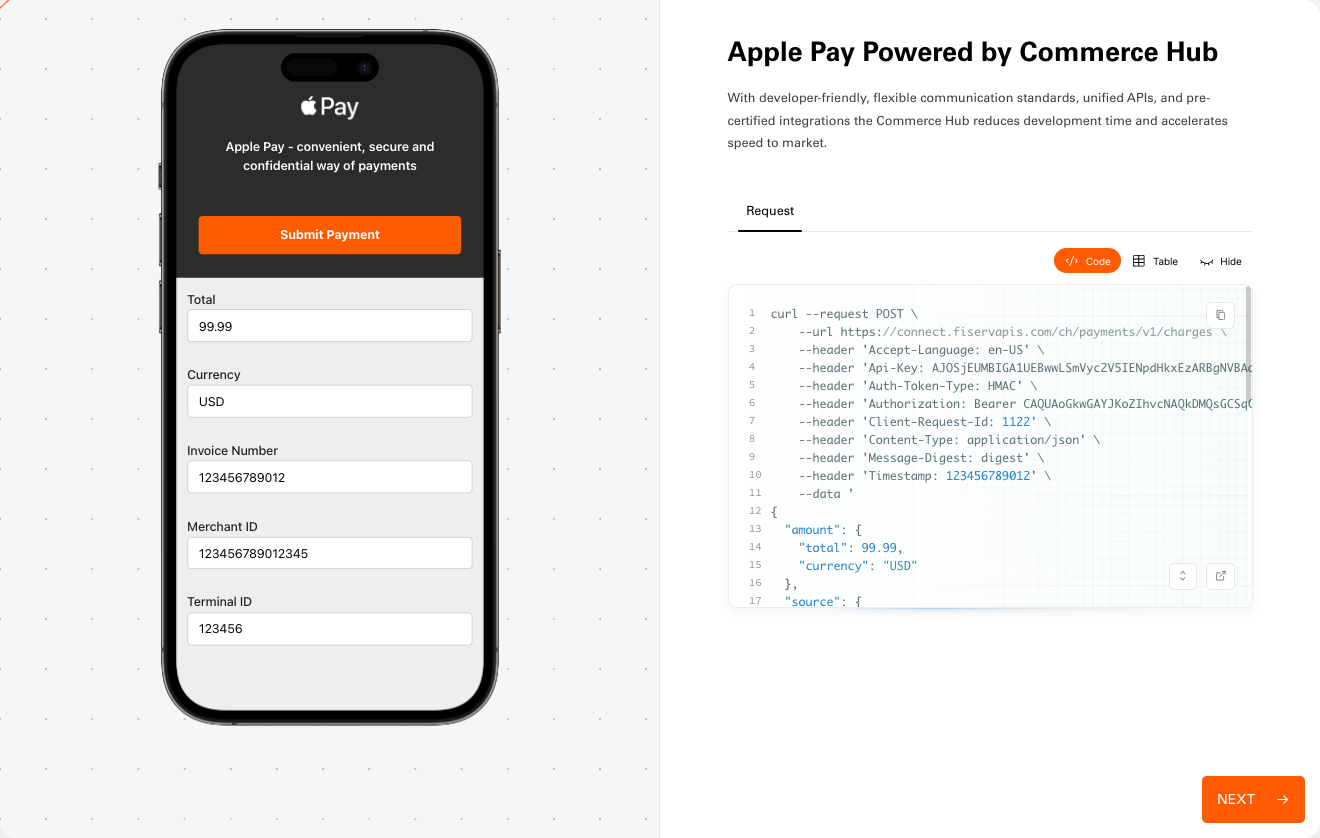 Pay
Apple Pay - convenient, secure and
confidential way of payments
Submit Payment
Total
99.99
Currency
USD
Invoice Number
123456789012
Merchant ID
123456789012345
Terminal ID
123456
Apple Pay Powered by Commerce Hub
With developer-friendly, flexible communication standards, unified APIs, and pre-
certified integrations the Commerce Hub reduces development time and accelerates
speed to market.
Request
</> Code
Table
Hide
1 curl --request POST \
2 --url https://connect.fiservapis.com/ch/payments/v1/charges \
3 --header 'Accept-Language: en-US' \
4 --header 'Api-Key: AJOSjEUMBIGA1UEBwwLSmVyc2V5IENpdHkxEzARBgNVBAc
5 --header 'Auth-Token-Type: HMAC' \
6 --header 'Authorization: Bearer CAQUAoGkwGAYJKoZIhvcNAQkDMQsGCSqG
7 --header 'Client-Request-Id: 1122' \
8 --header 'Content-Type: application/json' \
9 --header 'Message-Digest: digest' \
10 --header 'Timestamp: 123456789012' \
11 --data '
12 {
13 "amount": {
14 "total": 99.99,
15 "currency": "USD"
16 },
17 "source": {
NEXT →